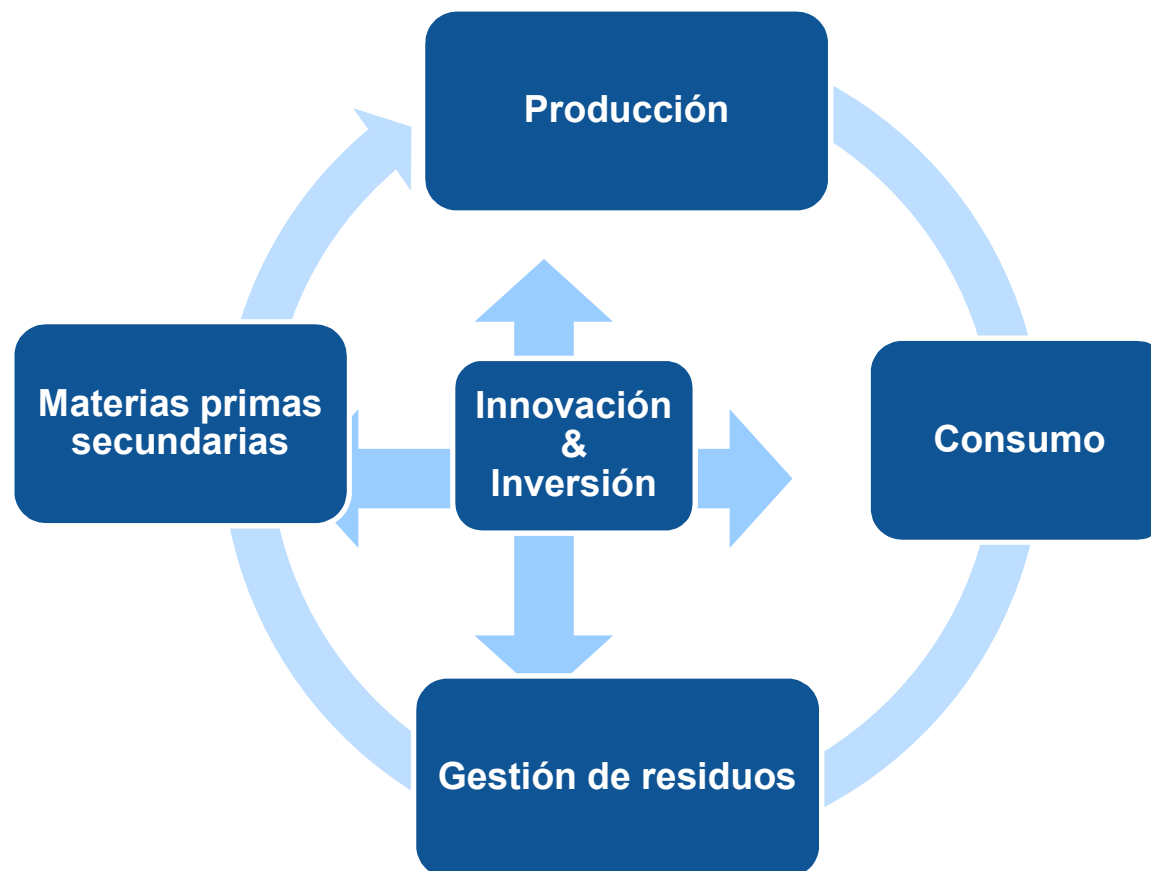 Producción
Materias primas
secundarias
Innovación
&
Inversión
Consumo
Gestión de residuos